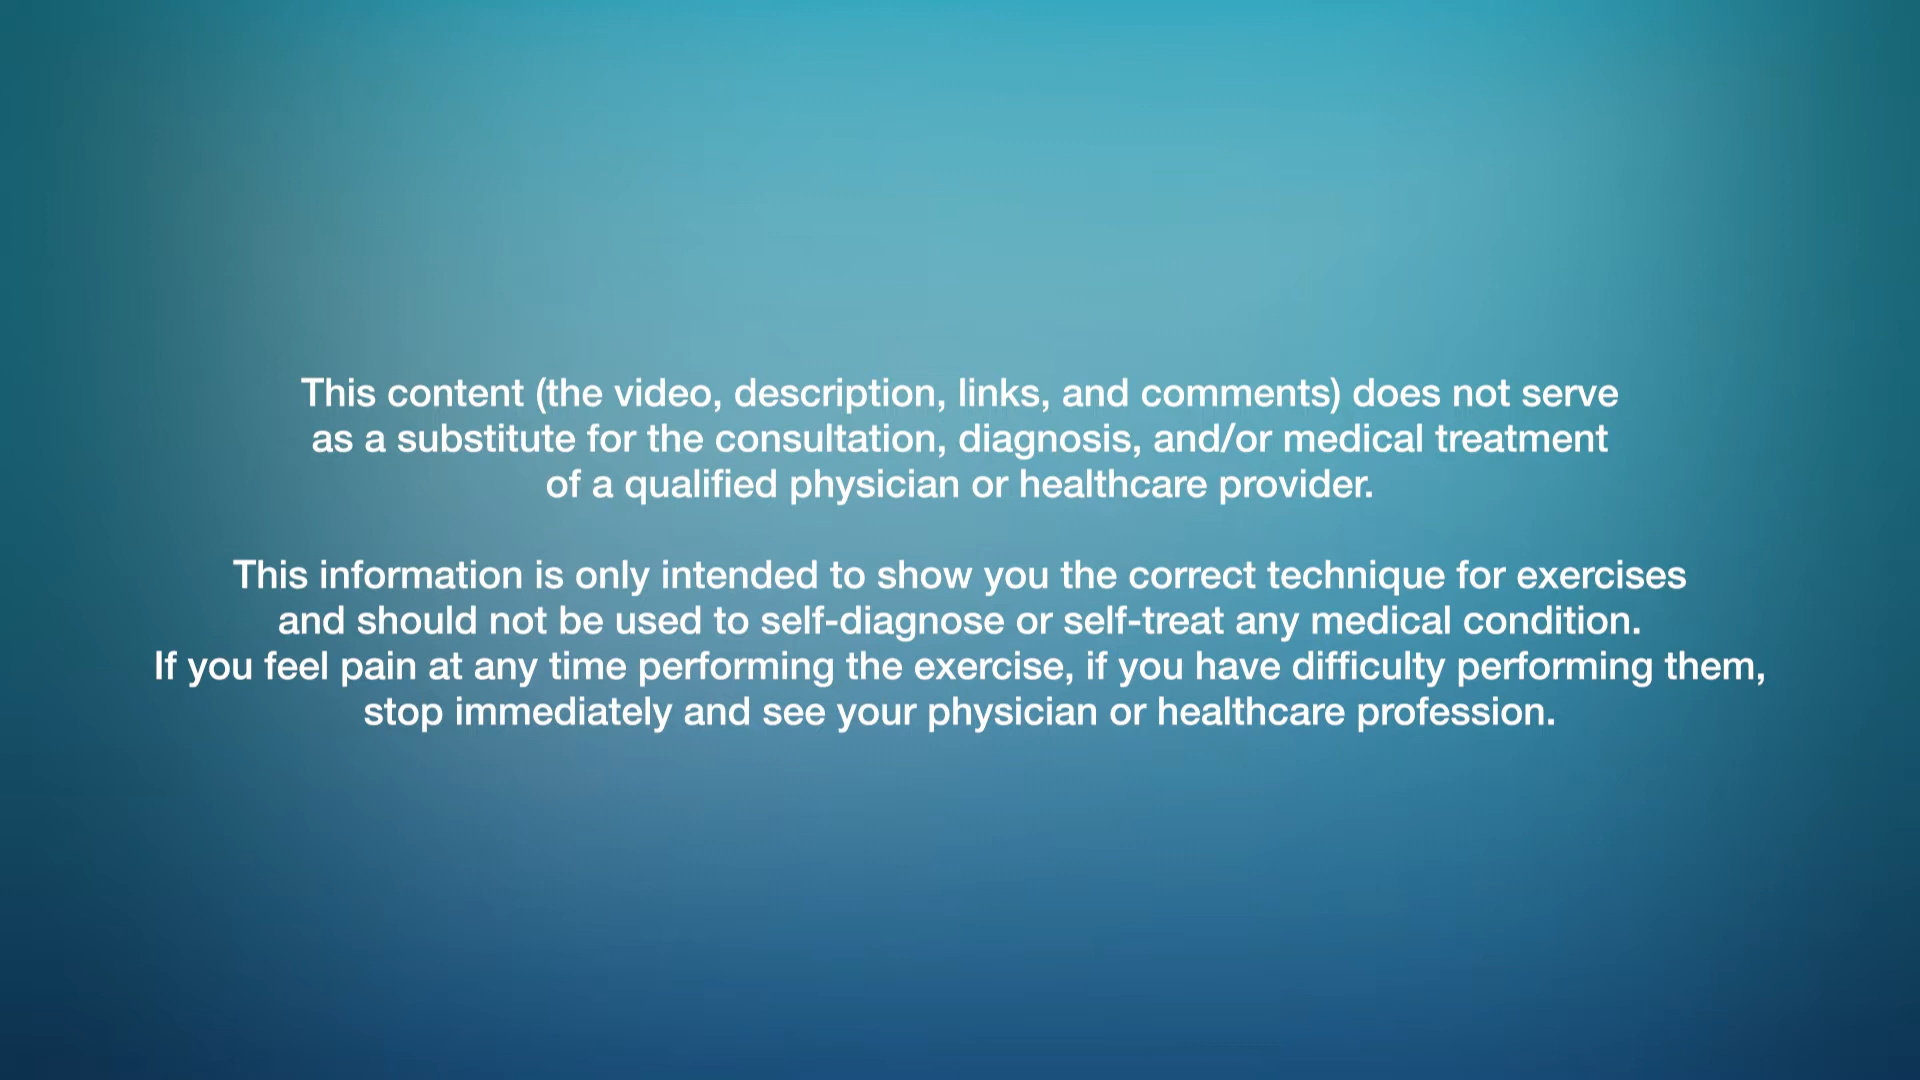 This content (the video, description, links, and comments) does not serve
as a substitute for the consultation, diagnosis, and/or medical treatment
of a qualified physician or healthcare provider.
This information is only intended to show you the correct technique for exercises
and should not be used to self-diagnose or self-treat any medical condition.
If you feel pain at any time performing the exercise, if you have difficulty performing them,
stop immediately and see your physician or healthcare profession.